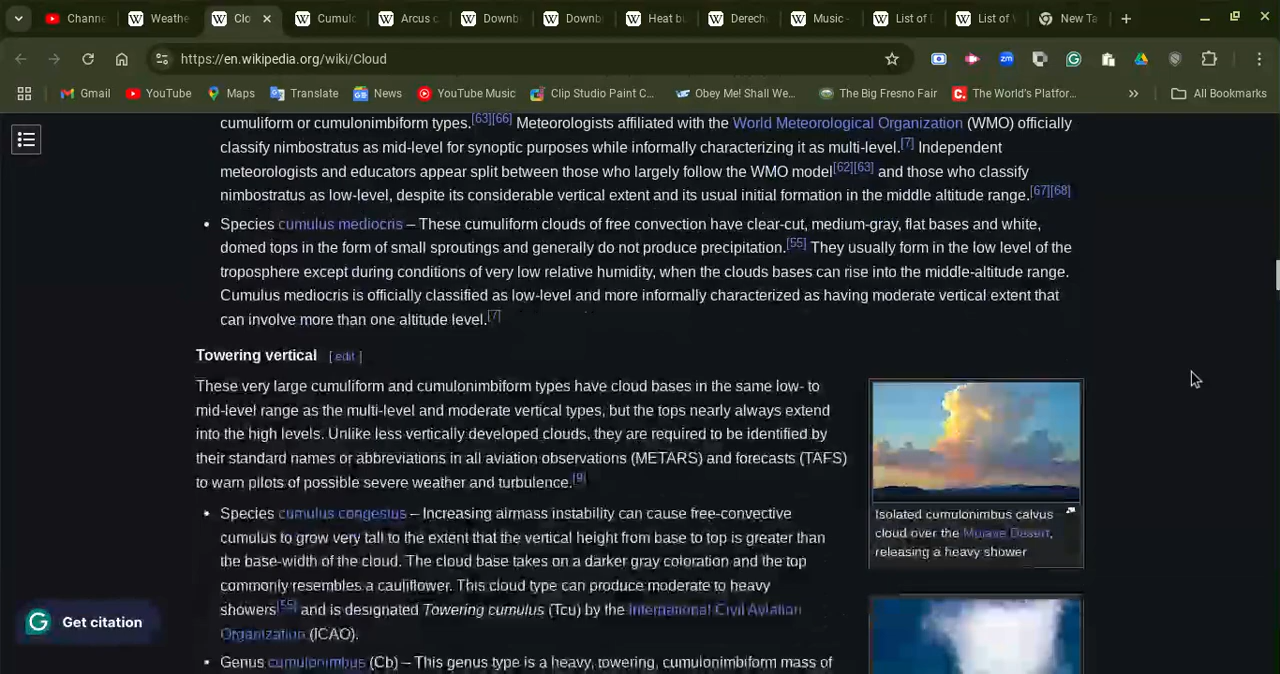 Channe
Weathe
Clo
Cumulo
Arcus c
Downb
Downb
Heat bu
Derech
Music -
List of
List of
New Ta
https://en.wikipedia.org/wiki/Cloud
Gmail
YouTube
Maps
Translate
News
YouTube Music
Clip Studio Paint C...
Obey Me! Shall We...
The Big Fresno Fair
The World's Platfor...
All Bookmarks
cumuliform or cumulonimbiform types.[63][66] Meteorologists affiliated with the World Meteorological Organization (WMO) officially
classify nimbostratus as mid-level for synoptic purposes while informally characterizing it as multi-level.[7] Independent
meteorologists and educators appear split between those who largely follow the WMO model[62][63] and those who classify
nimbostratus as low-level, despite its considerable vertical extent and its usual initial formation in the middle altitude range.[67][68]
• Species cumulus mediocris – These cumuliform clouds of free convection have clear-cut, medium-gray, flat bases and white,
domed tops in the form of small sproutings and generally do not produce precipitation.[55] They usually form in the low level of the
troposphere except during conditions of very low relative humidity, when the clouds bases can rise into the middle-altitude range.
Cumulus mediocris is officially classified as low-level and more informally characterized as having moderate vertical extent that
can involve more than one altitude level.[7]
Towering vertical [ edit ]
These very large cumuliform and cumulonimbiform types have cloud bases in the same low- to
mid-level range as the multi-level and moderate vertical types, but the tops nearly always extend
into the high levels. Unlike less vertically developed clouds, they are required to be identified by
their standard names or abbreviations in all aviation observations (METARS) and forecasts (TAFS)
to warn pilots of possible severe weather and turbulence.[9]
• Species cumulus congestus – Increasing airmass instability can cause free-convective
cumulus to grow very tall to the extent that the vertical height from base to top is greater than
the base-width of the cloud. The cloud base takes on a darker gray coloration and the top
commonly resembles a cauliflower. This cloud type can produce moderate to heavy
showers[55] and is designated Towering cumulus (Tcu) by the International Civil Aviation
Organization (ICAO).
• Genus cumulonimbus (Cb) – This genus type is a heavy, towering, cumulonimbiform mass of
Isolated cumulonimbus calvus
cloud over the Mojave Desert,
releasing a heavy shower
Get citation